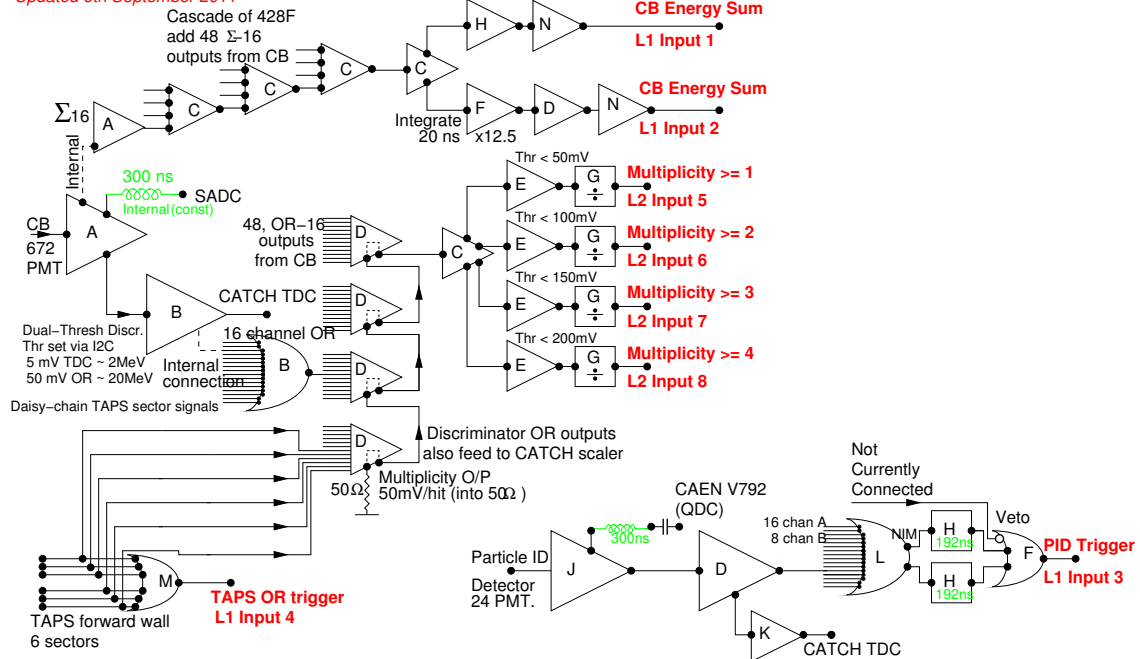 Cascade of 428F
add 48 Σ-16
outputs from CB
H
N
CB Energy Sum
L1 Input 1
C
C
C
C
Σ16
A
Integrate
20 ns
F
x12.5
D
N
CB Energy Sum
L1 Input 2
Internal
300 ns
Internal(const)
SADC
CB
672
PMT
A
48, OR-16
outputs
from CB
D
C
Thr < 50mV
E
G
÷
Multiplicity >= 1
L2 Input 5
Thr < 100mV
E
G
÷
Multiplicity >= 2
L2 Input 6
Thr < 150mV
E
G
÷
Multiplicity >= 3
L2 Input 7
Thr < 200mV
E
G
÷
Multiplicity >= 4
L2 Input 8
B
CATCH TDC
D
Dual-Thresh Discr.
Thr set via I2C
5 mV TDC ~ 2MeV
50 mV OR ~ 20MeV
16 channel OR
Internal
connection
B
D
Daisy-chain TAPS sector signals
D
Discriminator OR outputs
also feed to CATCH scaler
50Ω
Multiplicity O/P
50mV/hit (into 50Ω )
M
TAPS OR trigger
L1 Input 4
TAPS forward wall
6 sectors
Particle ID
Detector
24 PMT.
J
300ns
CAEN V792
(QDC)
D
K
CATCH TDC
16 chan A
8 chan B
L
NIM
Not
Currently
Connected
H
192ns
H
192ns
Veto
F
PID Trigger
L1 Input 3